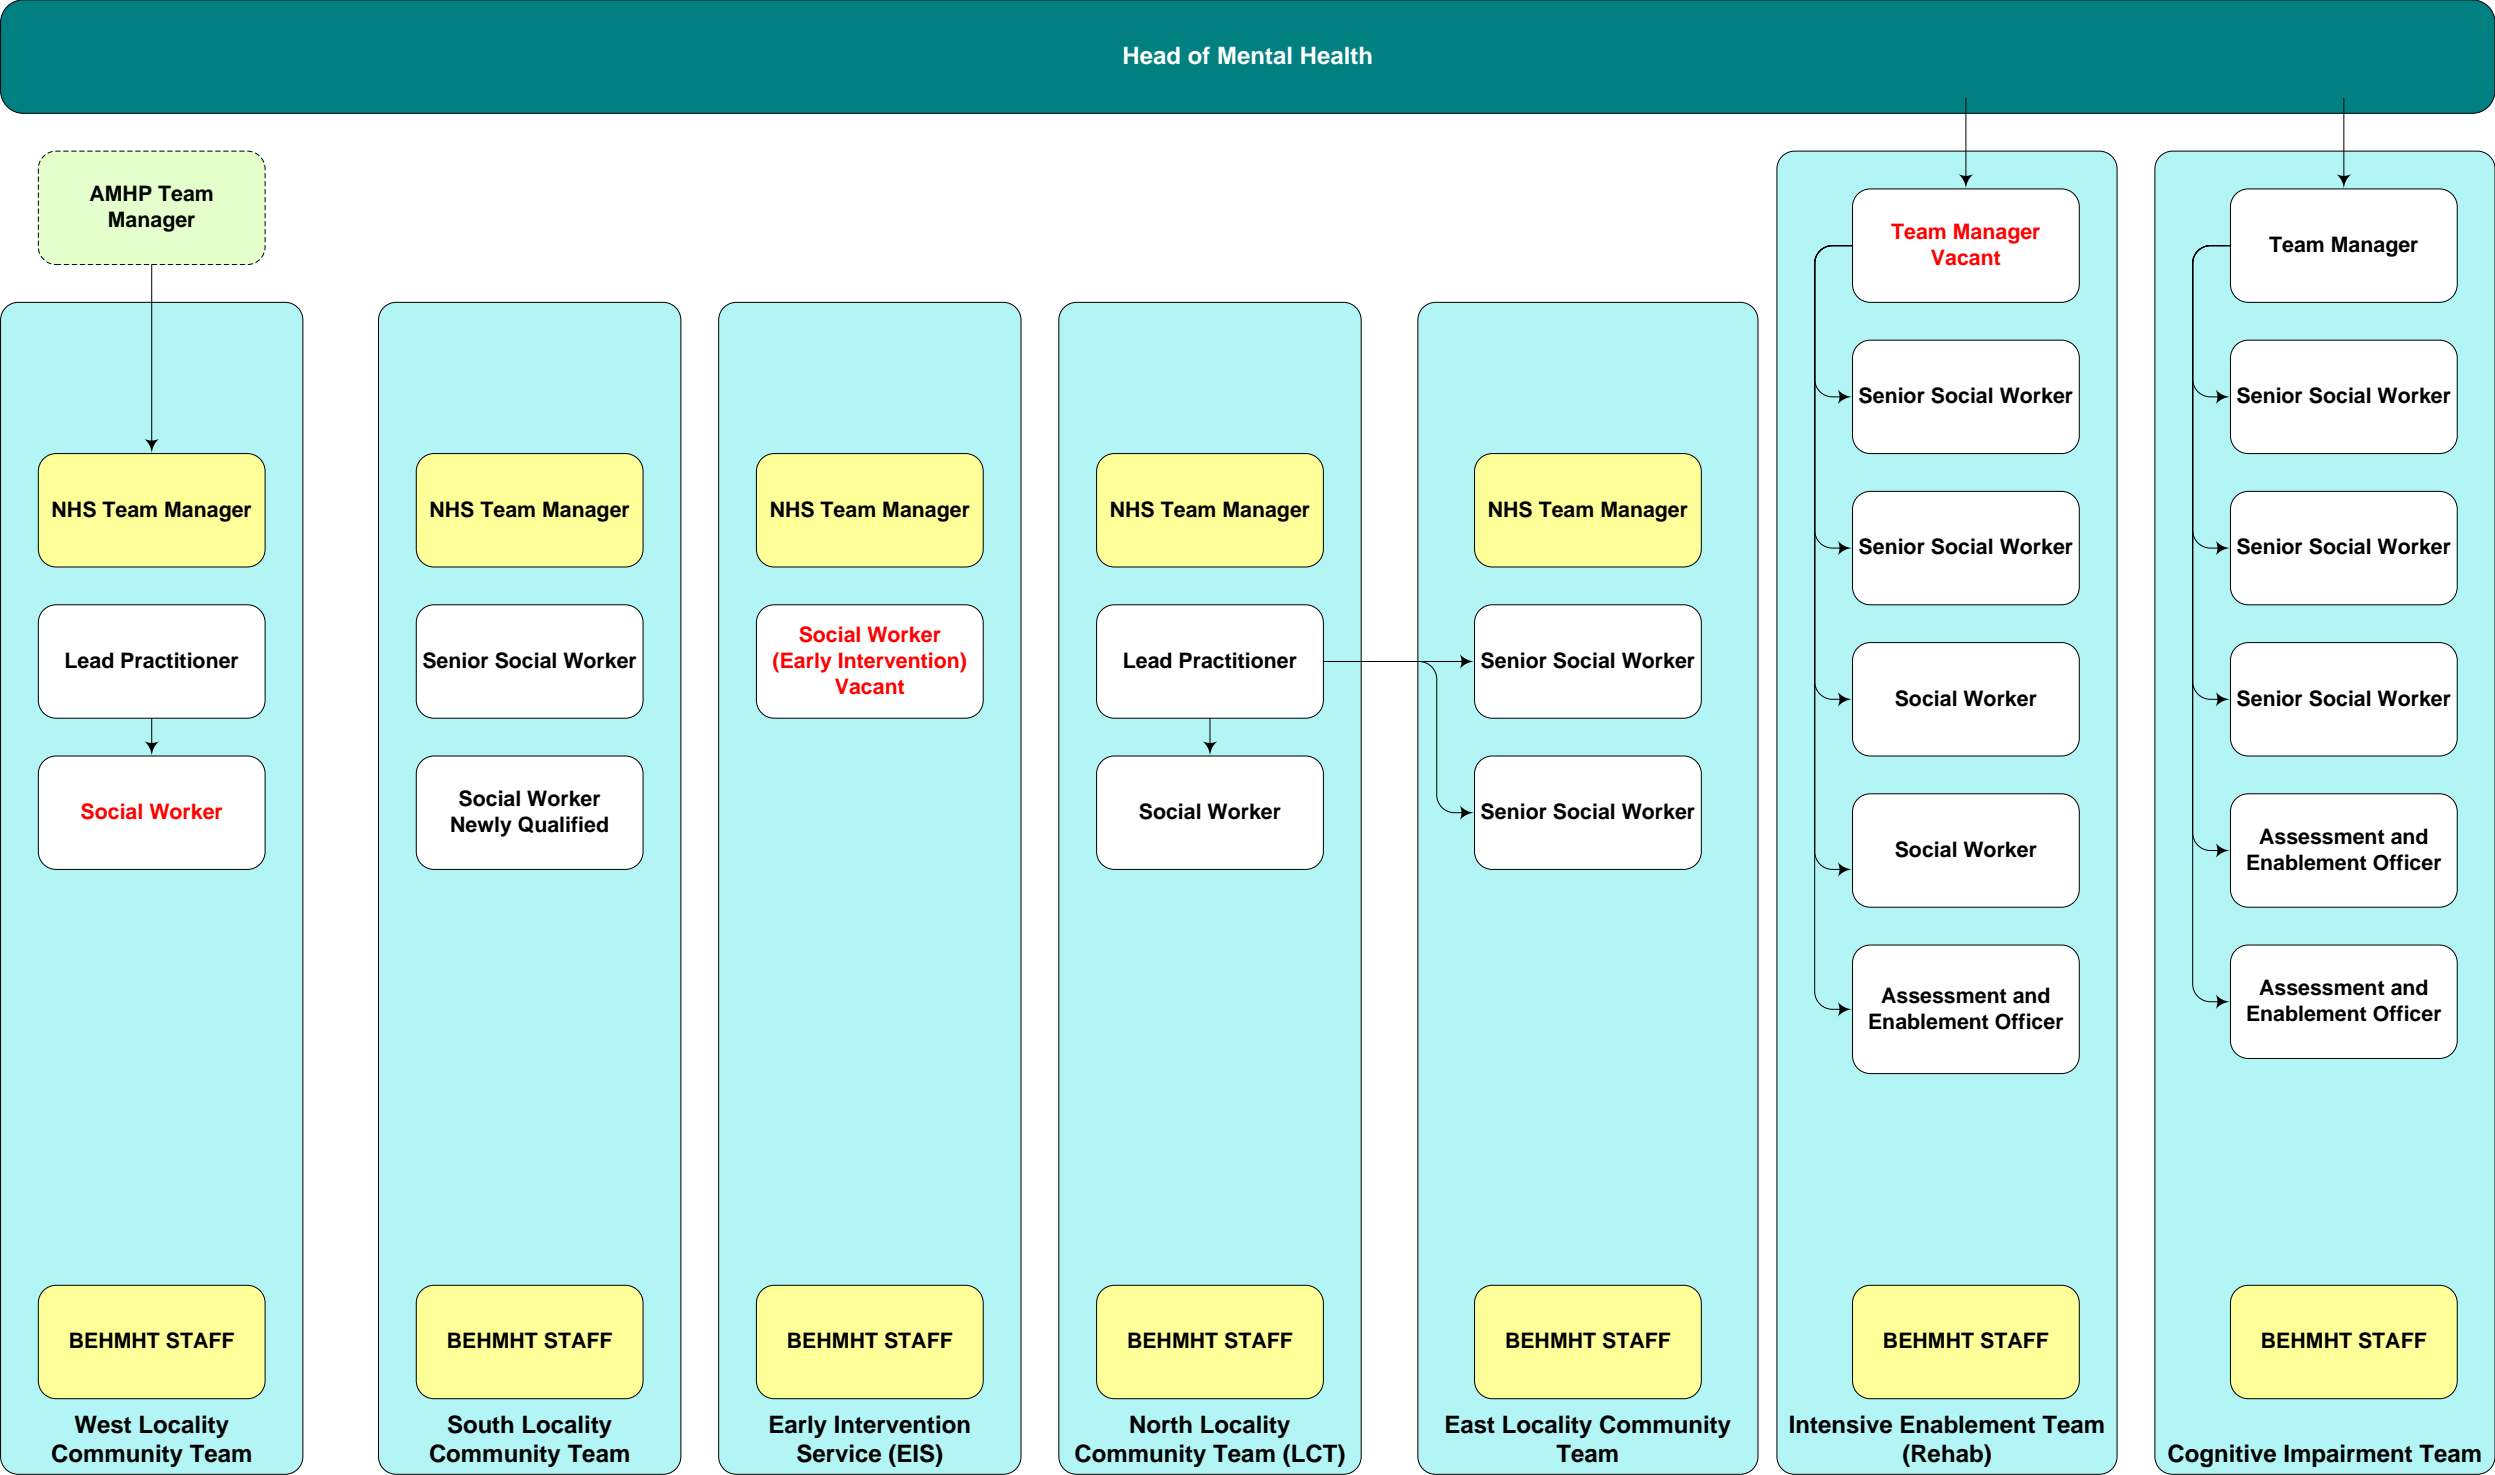 Head of Mental Health
AMHP Team
Manager
NHS Team Manager
Lead Practitioner
Social Worker
BEHMHT STAFF
West Locality
Community Team
NHS Team Manager
Senior Social Worker
Social Worker
Newly Qualified
BEHMHT STAFF
South Locality
Community Team
NHS Team Manager
Social Worker
(Early Intervention)
Vacant
BEHMHT STAFF
Early Intervention
Service (EIS)
NHS Team Manager
Lead Practitioner
Social Worker
BEHMHT STAFF
North Locality
Community Team (LCT)
NHS Team Manager
Senior Social Worker
Senior Social Worker
BEHMHT STAFF
East Locality Community
Team
Team Manager
Vacant
Senior Social Worker
Senior Social Worker
Social Worker
Social Worker
Assessment and
Enablement Officer
BEHMHT STAFF
Intensive Enablement Team
(Rehab)
Team Manager
Senior Social Worker
Senior Social Worker
Senior Social Worker
Assessment and
Enablement Officer
Assessment and
Enablement Officer
BEHMHT STAFF
Cognitive Impairment Team